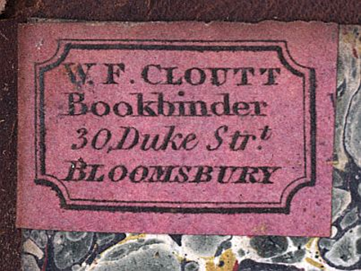 W. F. CLOUTT
Bookbinder
30, Duke Strt
BLOOMSBURY